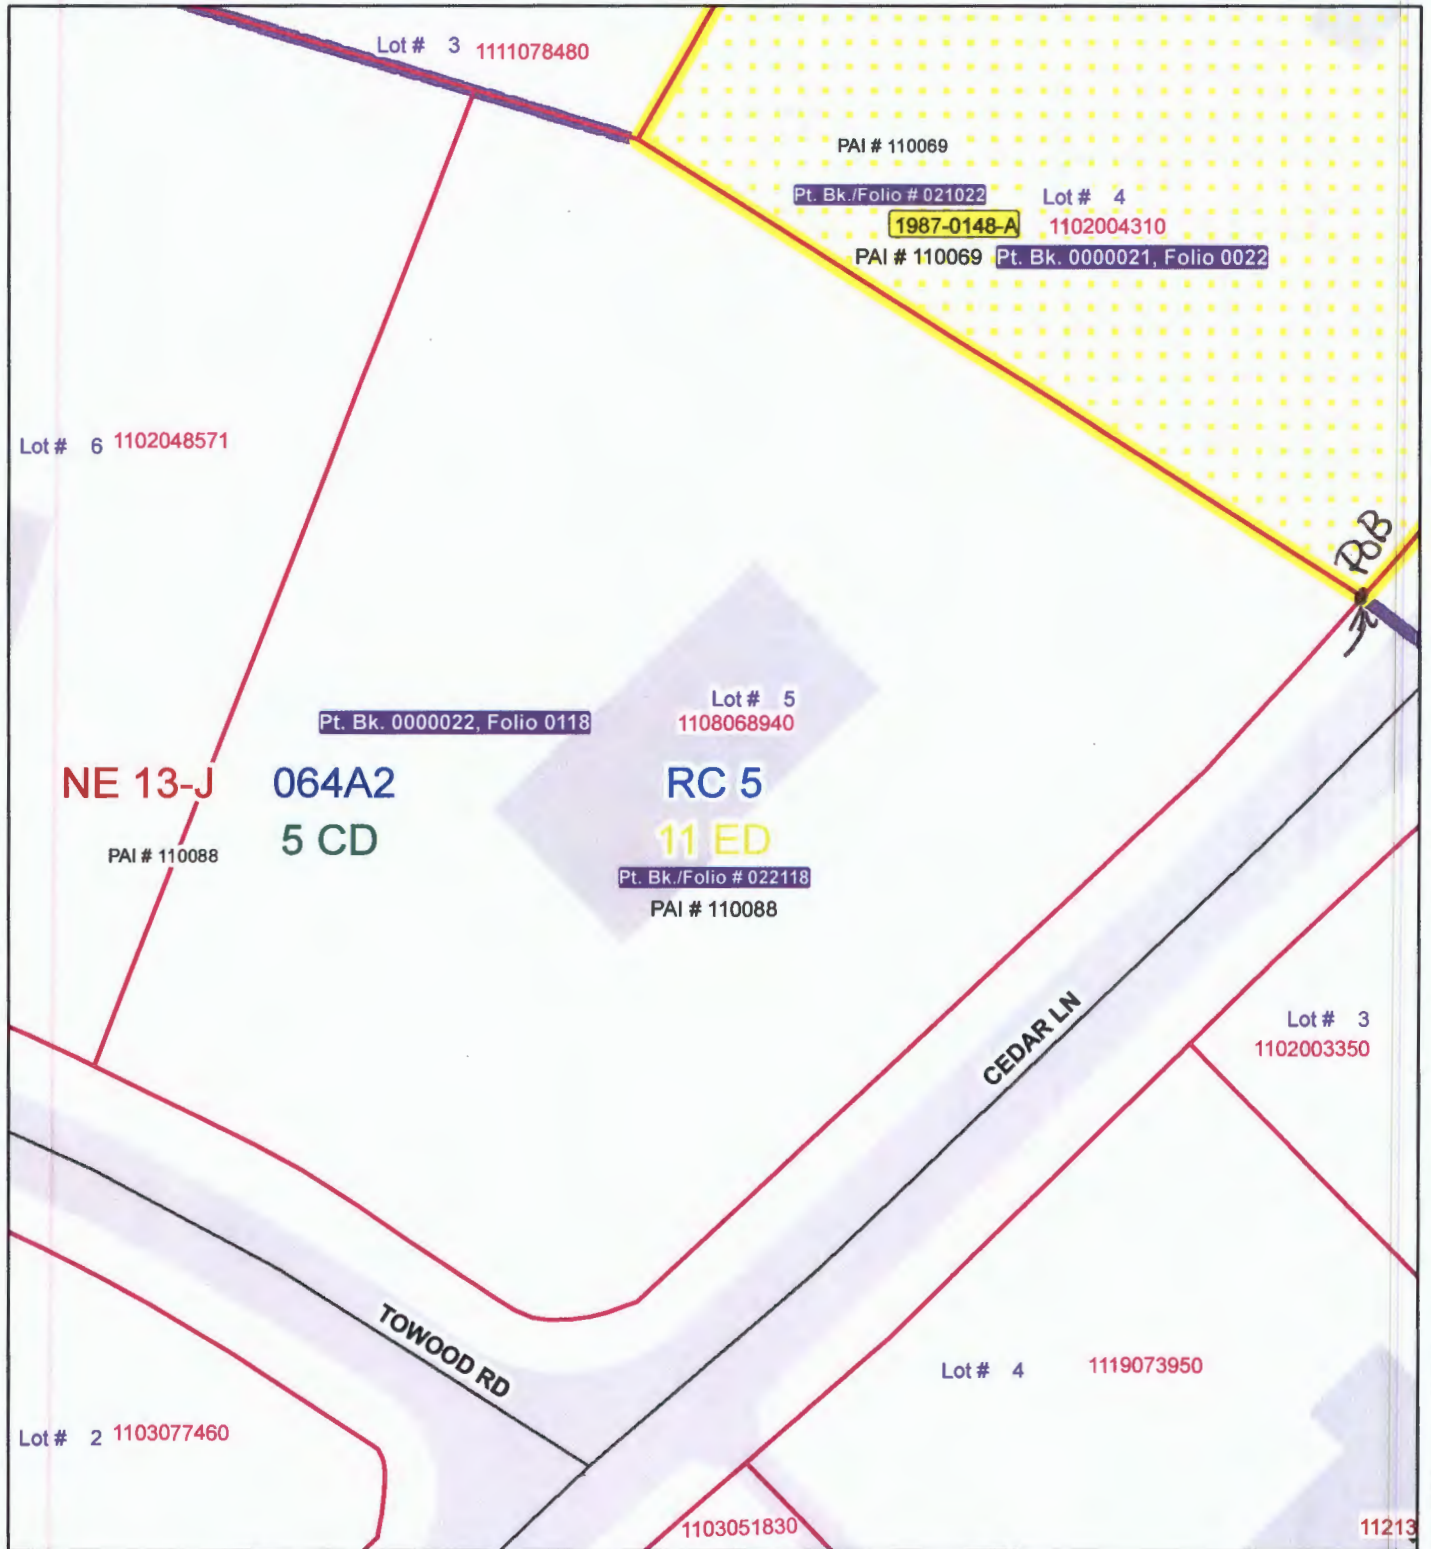 Lot # 3 1111078480
PAI # 110069
Pt. Bk./Folio # 021022 Lot # 4
1987-0148-A 1102004310
PAI # 110069 Pt. Bk. 0000021, Folio 0022
Lot # 6 1102048571
POB
Lot # 5
Pt. Bk. 0000022, Folio 0118 1108068940
NE 13-J 064A2 RC 5
PAI # 110088 5 CD 11 ED
Pt. Bk./Folio # 022118
PAI # 110088
CEDAR LN
Lot # 3
1102003350
TOWOOD RD
Lot # 4 1119073950
Lot # 2 1103077460
1103051830
11213